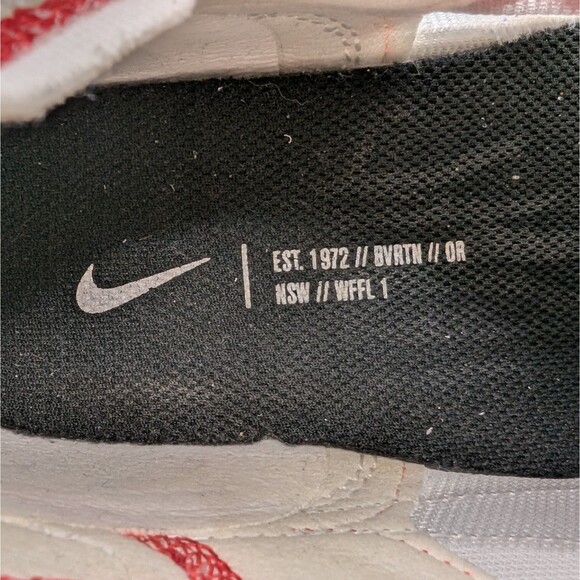 EST. 1972 // BVRTN // OR
NSW // WFFL 1